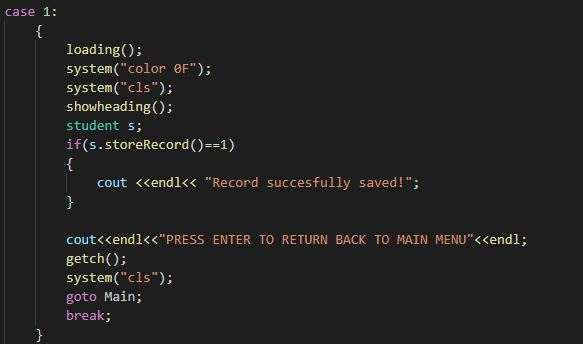 case 1:
{
loading();
system("color 0F");
system("cls");
showheading();
student s;
if(s.storeRecord()==1)
{
cout <<endl<< "Record succesfully saved!";
}
cout<<endl<<"PRESS ENTER TO RETURN BACK TO MAIN MENU"<<endl;
getch();
system("cls");
goto Main;
break;
}